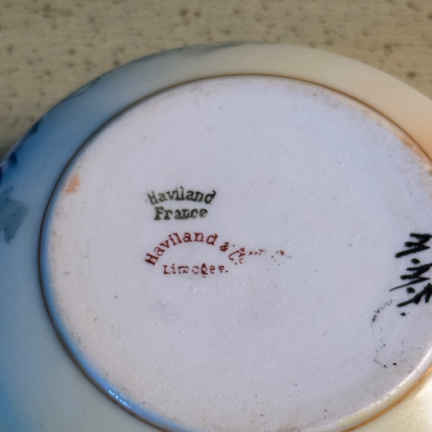 Haviland
France
Haviland & Co.
Limoges.
M.M.F.